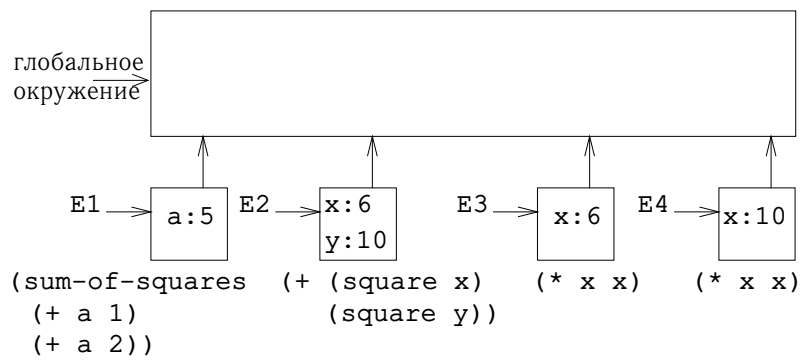 глобальное
окружение
E1
a:5
E2
x:6
y:10
E3
x:6
E4
x:10
(sum-of-squares
(+ a 1)
(+ a 2))
(+ (square x)
(square y))
(* x x)
(* x x)